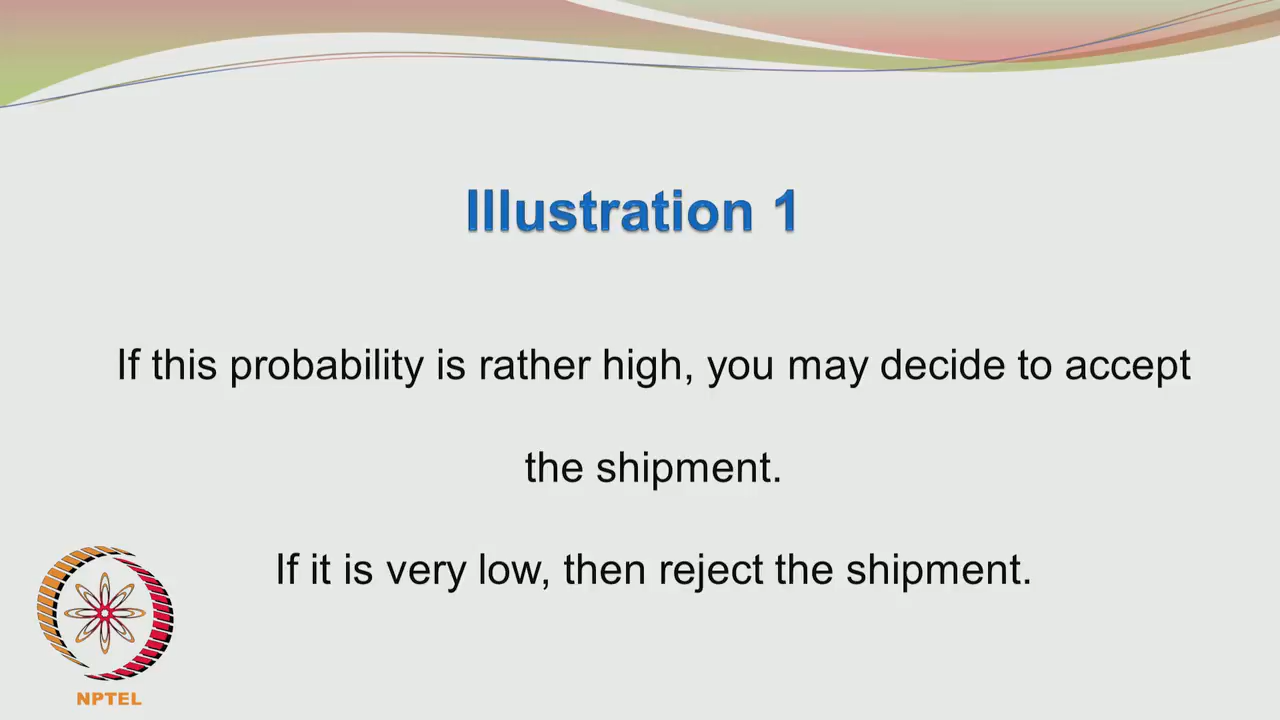 Illustration 1
If this probability is rather high, you may decide to accept
the shipment.
If it is very low, then reject the shipment.
NPTEL